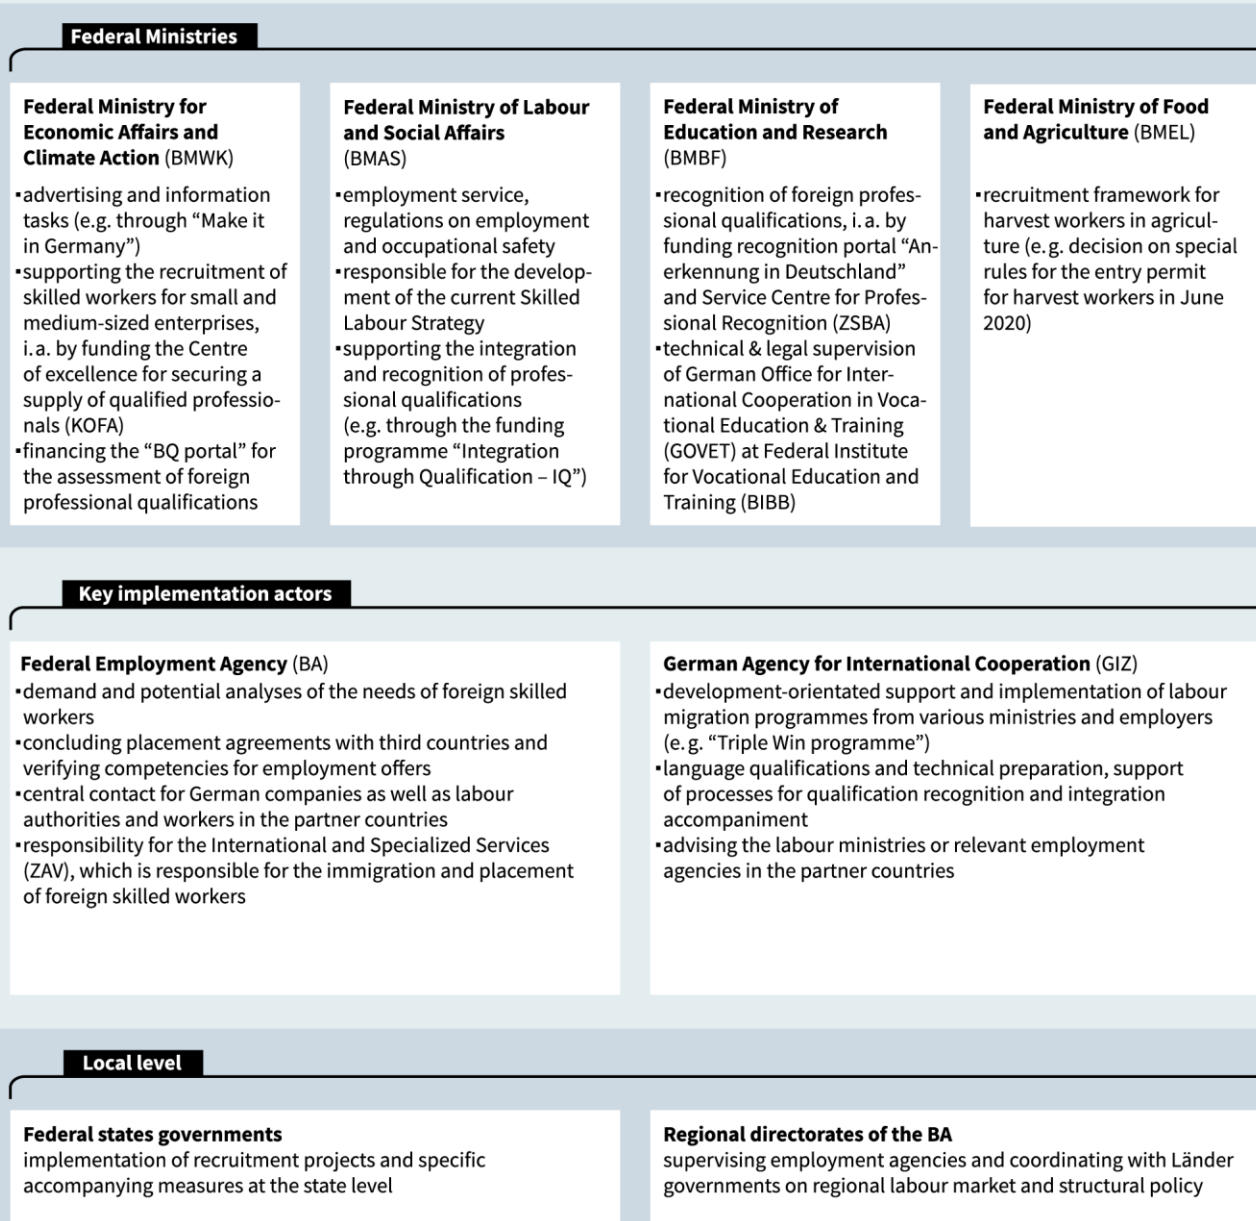 Federal Ministries
Federal Ministry for
Economic Affairs and
Climate Action (BMWK)
▪advertising and information
tasks (e.g. through “Make it
in Germany”)
▪supporting the recruitment of
skilled workers for small and
medium-sized enterprises,
i.a. by funding the Centre
of excellence for securing a
supply of qualified professio-
nals (KOFA)
▪financing the “BQ portal” for
the assessment of foreign
professional qualifications
Federal Ministry of Labour
and Social Affairs
(BMAS)
▪employment service,
regulations on employment
and occupational safety
▪responsible for the develop-
ment of the current Skilled
Labour Strategy
▪supporting the integration
and recognition of profes-
sional qualifications
(e.g. through the funding
programme “Integration
through Qualification – IQ”)
Federal Ministry of
Education and Research
(BMBF)
▪recognition of foreign profes-
sional qualifications, i.a. by
funding recognition portal “An-
erkennung in Deutschland”
and Service Centre for Profes-
sional Recognition (ZSBA)
▪technical & legal supervision
of German Office for Inter-
national Cooperation in Voca-
tional Education & Training
(GOVET) at Federal Institute
for Vocational Education and
Training (BIBB)
Federal Ministry of Food
and Agriculture (BMEL)
▪recruitment framework for
harvest workers in agricul-
ture (e.g. decision on special
rules for the entry permit
for harvest workers in June
2020)
Key implementation actors
Federal Employment Agency (BA)
▪demand and potential analyses of the needs of foreign skilled
workers
▪concluding placement agreements with third countries and
verifying competencies for employment offers
▪central contact for German companies as well as labour
authorities and workers in the partner countries
▪responsibility for the International and Specialized Services
(ZAV), which is responsible for the immigration and placement
of foreign skilled workers
German Agency for International Cooperation (GIZ)
▪development-orientated support and implementation of labour
migration programmes from various ministries and employers
(e.g. “Triple Win programme”)
▪language qualifications and technical preparation, support
of processes for qualification recognition and integration
accompaniment
▪advising the labour ministries or relevant employment
agencies in the partner countries
Local level
Federal states governments
implementation of recruitment projects and specific
accompanying measures at the state level
Regional directorates of the BA
supervising employment agencies and coordinating with Länder
governments on regional labour market and structural policy